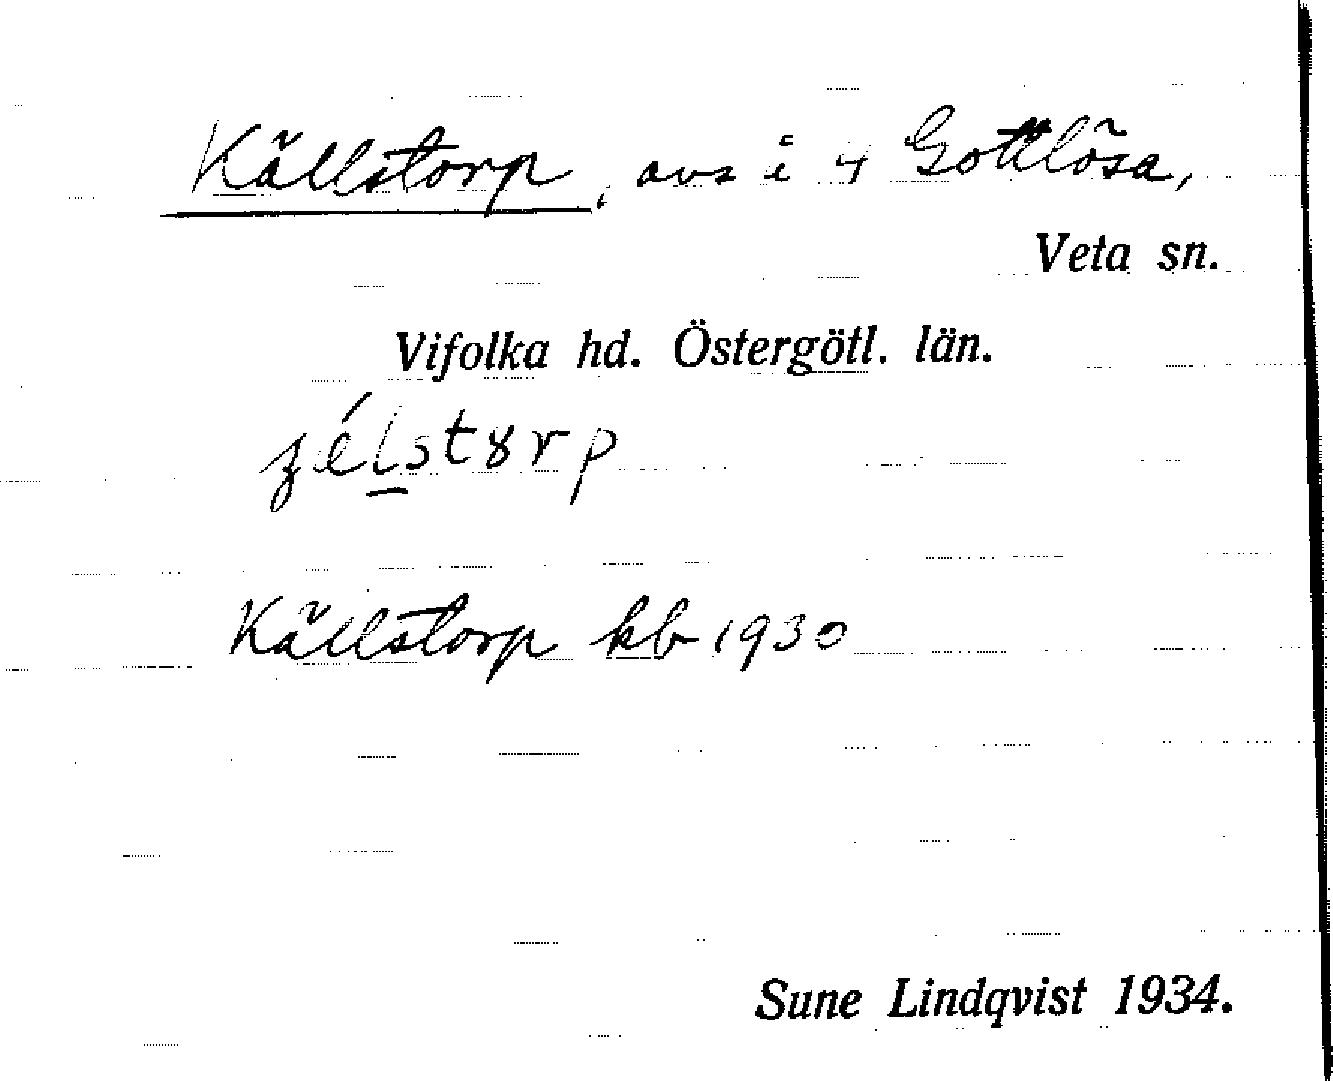 Källstorp, avs i 4 Gottlösa,
Veta sn.
Vifolka hd. Östergötl. län.
Källstorp kb 1930
Sune Lindqvist 1934.